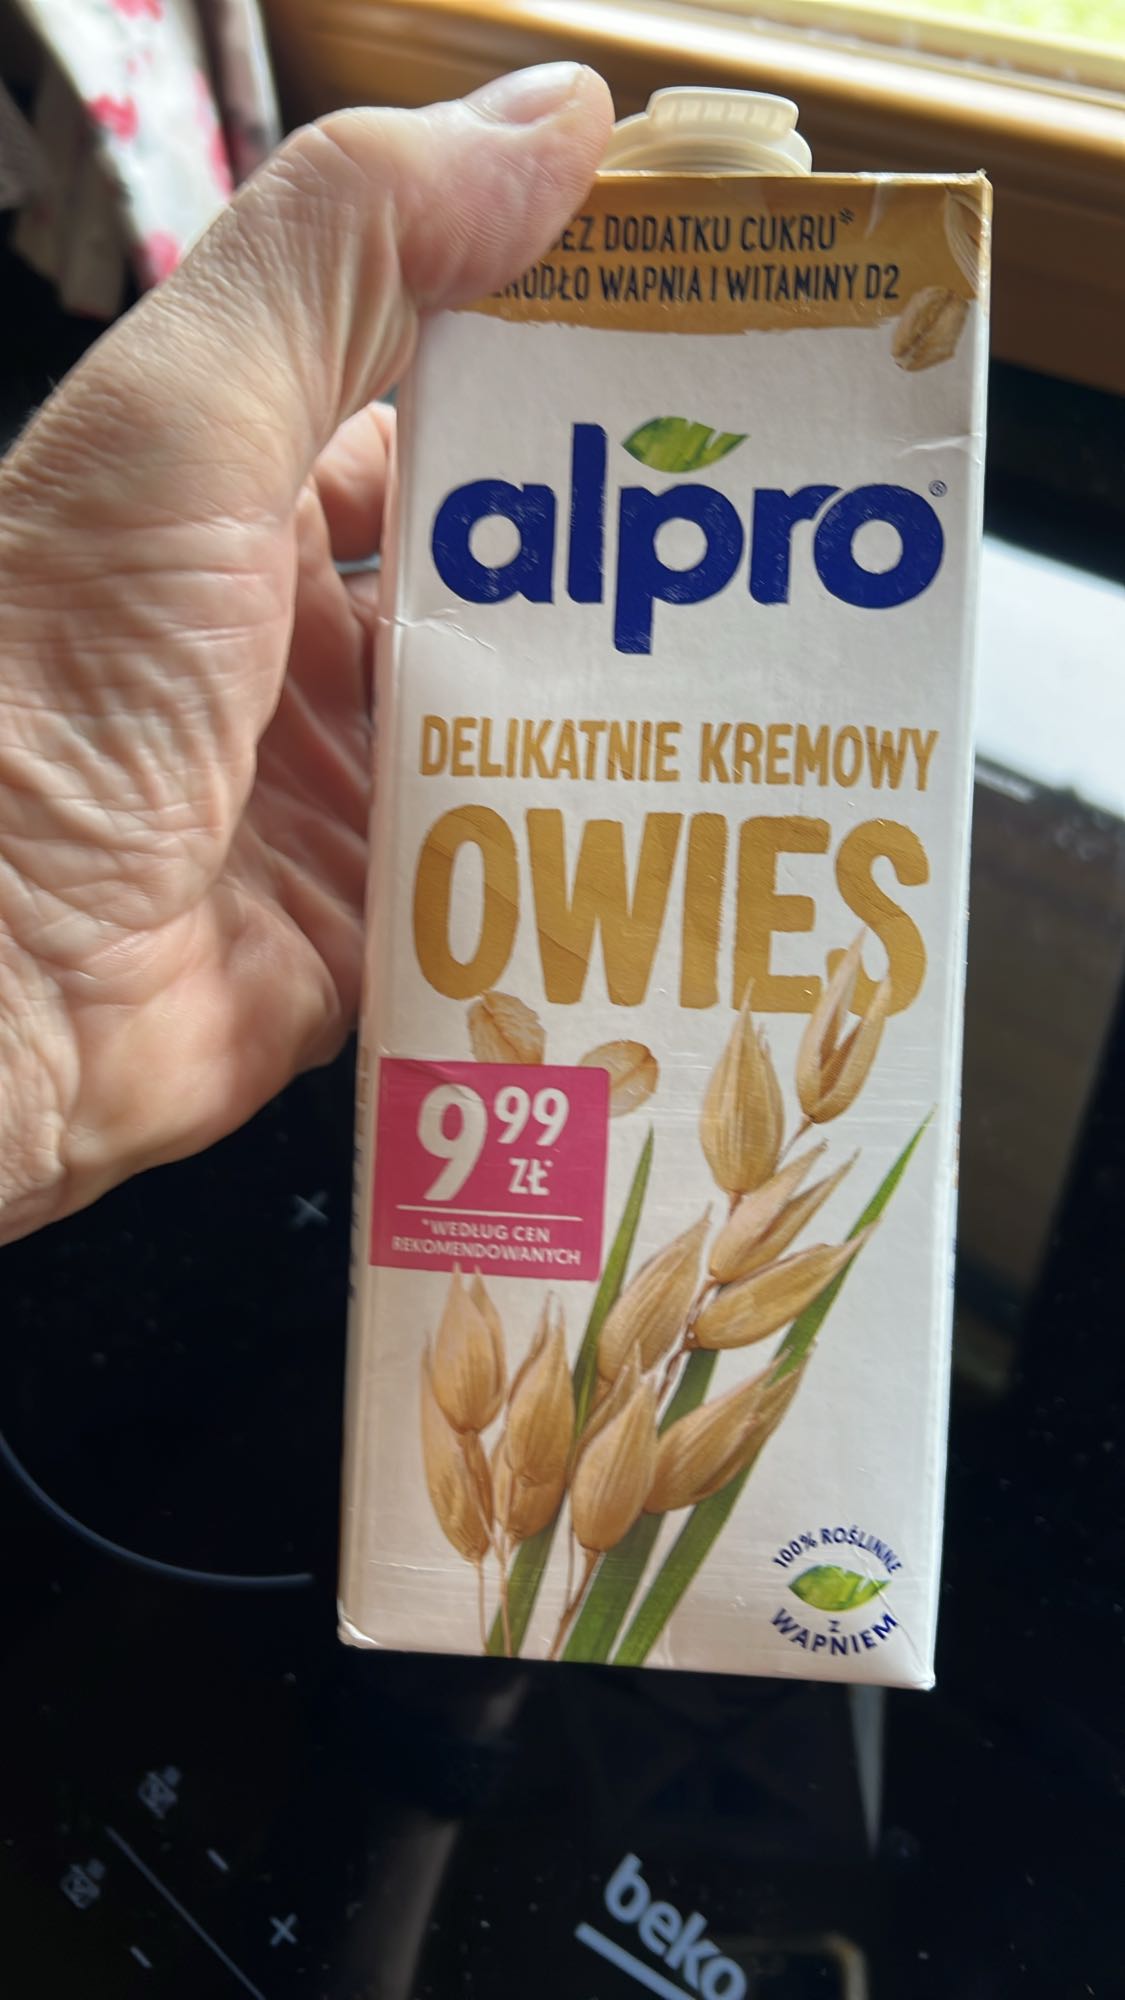 DODATKU CUKRU*
WAPNIA I WITAMINY D2
alpro®
DELIKATNIE KREMOWY
OWIES
9 99
ZŁ*
*WEDŁUG CEN
REKOMENDOWANYCH
100% ROŚLINNE
Z
WAPNIEM
beko